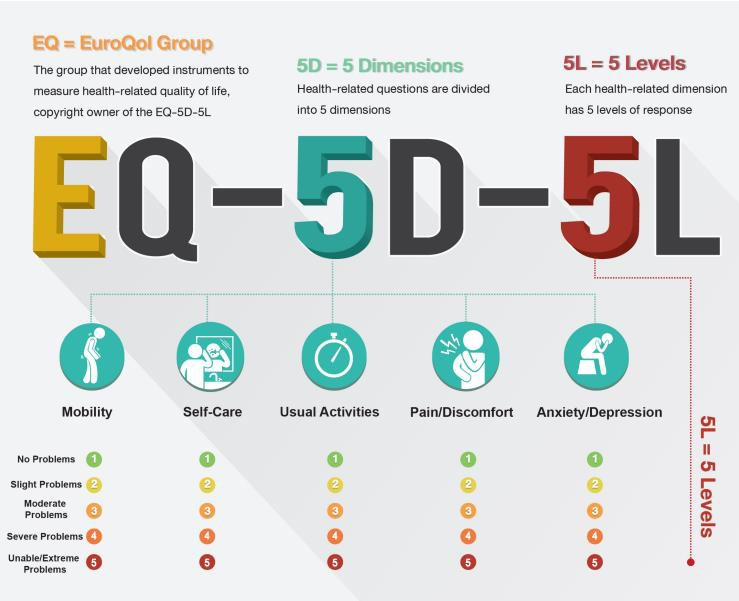 EQ = EuroQol Group
The group that developed instruments to
measure health-related quality of life,
copyright owner of the EQ-5D-5L
5D = 5 Dimensions
Health-related questions are divided
into 5 dimensions
5L = 5 Levels
Each health-related dimension
has 5 levels of response
EQ-5D-5L
Mobility
Self-Care
Usual Activities
Pain/Discomfort
Anxiety/Depression
No Problems 1 1 1 1 1
Slight Problems 2 2 2 2 2
Moderate
Problems 3 3 3 3 3
Severe Problems 4 4 4 4 4
Unable/Extreme
Problems 5 5 5 5 5
5L = 5 Levels